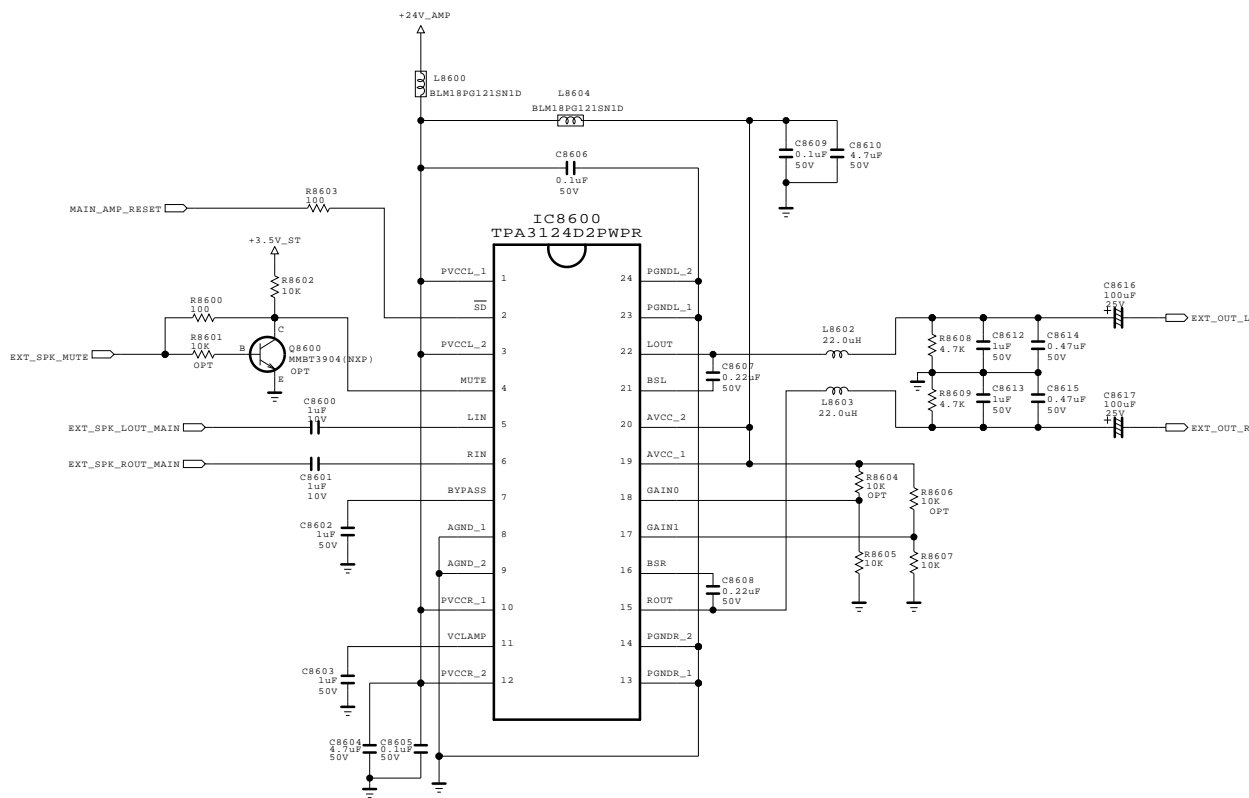 +24V_AMP
L8600
BLM18PG121SN1D
L8604
BLM18PG121SN1D
C8606
0.1uF
50V
C8609
0.1uF
50V
C8610
4.7uF
50V
R8603
100
MAIN_AMP_RESET
IC8600
TPA3124D2PWPR
+3.5V_ST
R8602
10K
R8600
100
R8601
10K
OPT
EXT_SPK_MUTE
B
C
E
Q8600
MMBT3904(NXP)
OPT
C8600
1uF
10V
EXT_SPK_LOUT_MAIN
EXT_SPK_ROUT_MAIN
C8601
1uF
10V
C8602
1uF
50V
C8603
1uF
50V
C8604
4.7uF
50V
C8605
0.1uF
50V
PVCCL_1
1
SD
2
PVCCL_2
3
MUTE
4
LIN
5
RIN
6
BYPASS
7
AGND_1
8
AGND_2
9
PVCCR_1
10
VCLAMP
11
PVCCR_2
12
24
PGNDL_2
23
PGNDL_1
22
LOUT
21
BSL
20
AVCC_2
19
AVCC_1
18
GAIN0
17
GAIN1
16
BSR
15
ROUT
14
PGNDR_2
13
PGNDR_1
C8607
0.22uF
50V
C8608
0.22uF
50V
L8602
22.0uH
L8603
22.0uH
R8604
10K
OPT
R8606
10K
OPT
R8605
10K
R8607
10K
R8608
4.7K
R8609
4.7K
C8612
1uF
50V
C8613
1uF
50V
C8614
0.47uF
50V
C8615
0.47uF
50V
C8616
100uF
25V
+
C8617
100uF
25V
+
EXT_OUT_L
EXT_OUT_R